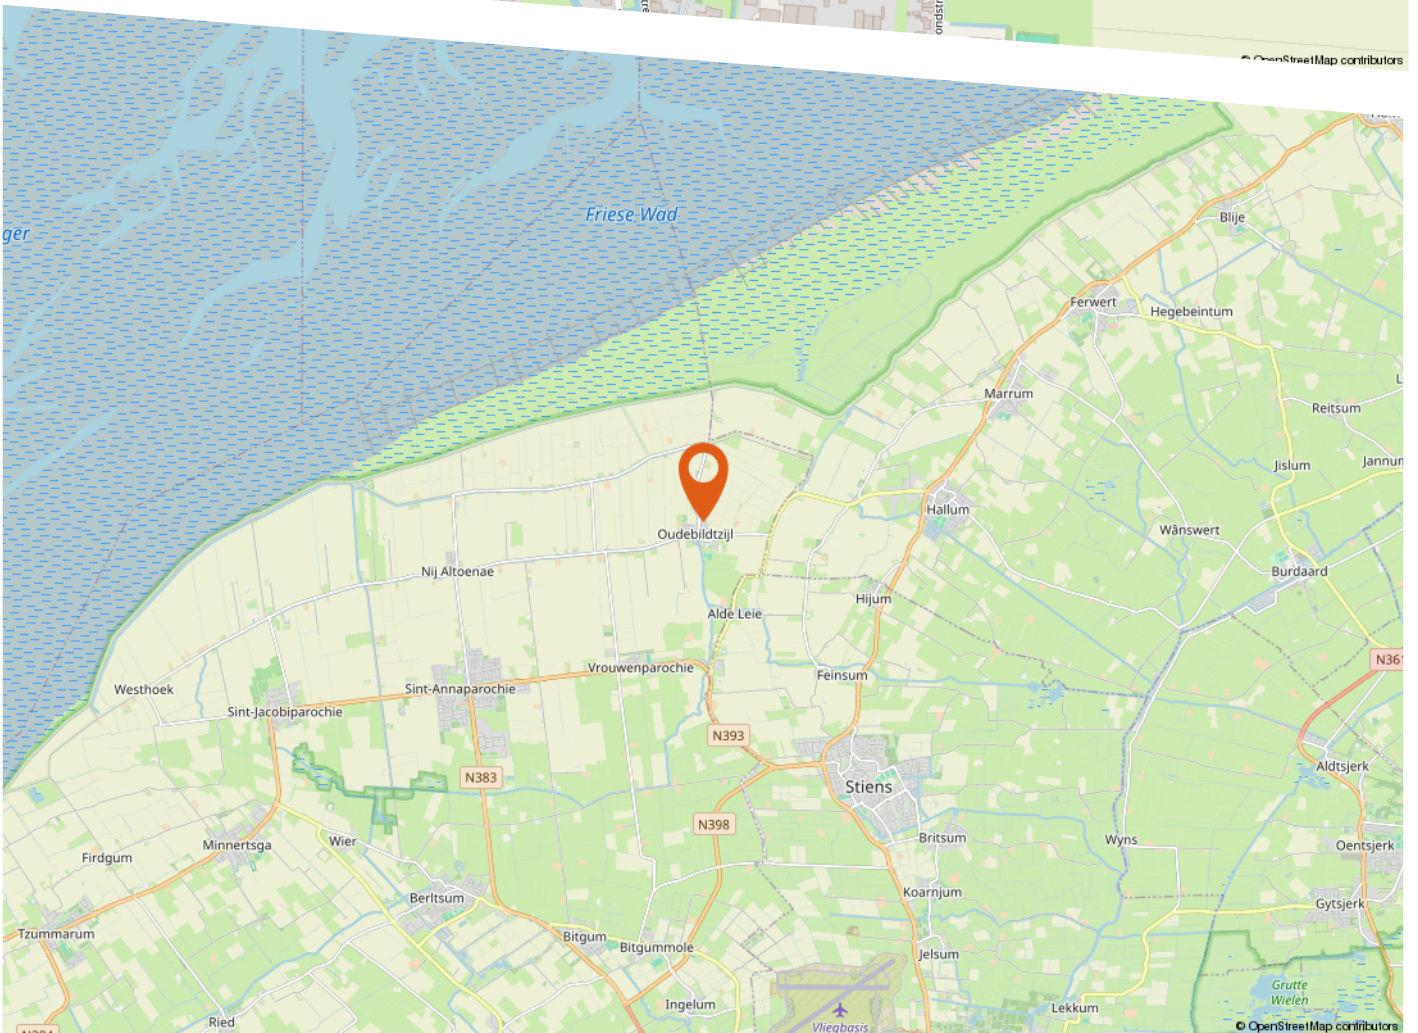 © OpenStreetMap contributors
Friese Wad
Blije
Ferwert
Hegebeintum
Marrum
Reitsum
Jislum
Hallum
Wânswert
Oudebildtzijl
Nij Altoenae
Burdaard
Hijum
Alde Leie
Vrouwenparochie
N361
Feinsum
Westhoek
Sint-Annaparochie
Sint-Jacobiparochie
N393
Aldtsjerk
N383
Stiens
N398
Britsum
Wyns
Wier
Minnertsga
Oentsjerk
Firdgum
Koarnjum
Berltsum
Gytsjerk
Tzummarum
Bitgum
Bitgummole
Jelsum
Grutte
Wielen
Ingelum
Lekkum
Ried
Vliegbasis
© OpenStreetMap contributors